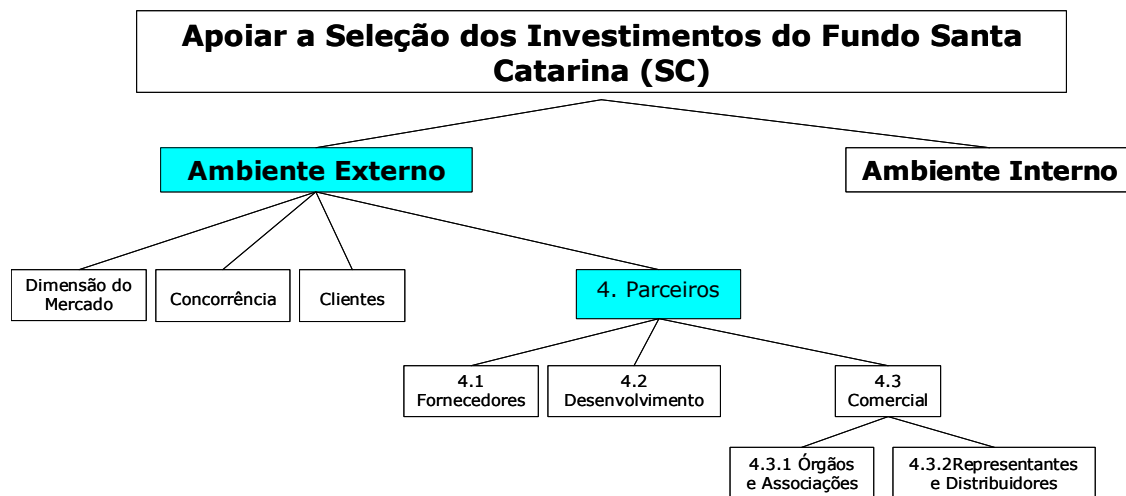 Apoiar a Seleção dos Investimentos do Fundo Santa
Catarina (SC)
Ambiente Externo
Ambiente Interno
Dimensão do
Mercado
Concorrência
Clientes
4. Parceiros
4.1
Fornecedores
4.2
Desenvolvimento
4.3
Comercial
4.3.1 Órgãos
e Associações
4.3.2Representantes
e Distribuidores